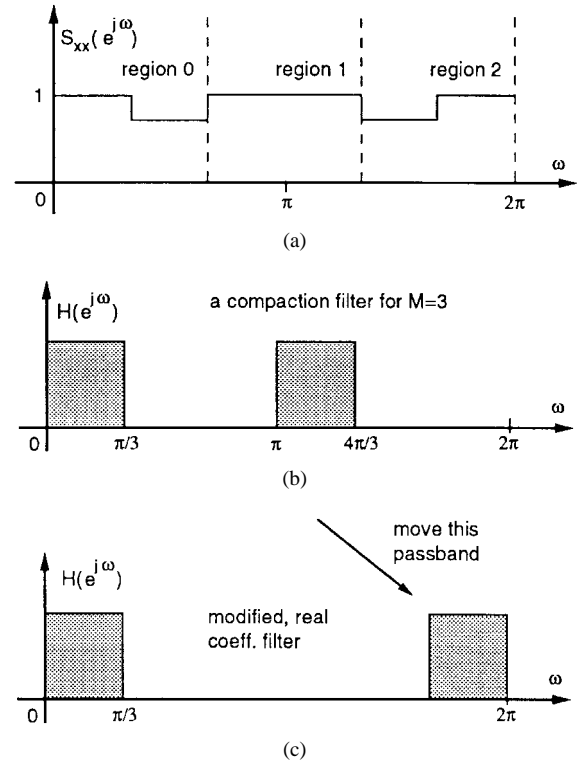 S_xx(e^jω)
region 0 region 1 region 2
1
ω
0 π 2π
(a)
H(e^jω) a compaction filter for M=3
ω
0 π/3 π 4π/3 2π
(b)
move this
passband
H(e^jω)
modified, real
coeff. filter
ω
0 π/3 2π
(c)